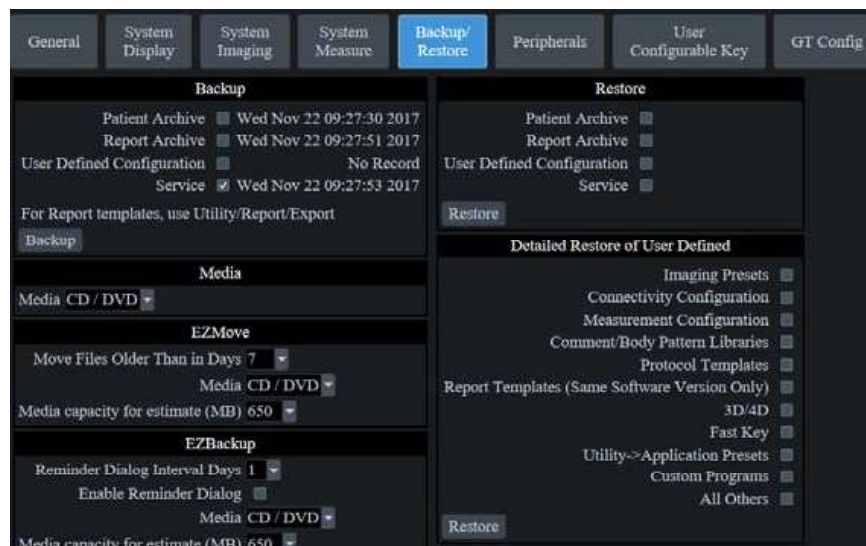 General
System Display
System Imaging
System Measure
Backup/ Restore
Peripherals
User Configurable Key
GT Config
Backup
Patient Archive Wed Nov 22 09:27:30 2017
Report Archive Wed Nov 22 09:27:51 2017
User Defined Configuration No Record
Service Wed Nov 22 09:27:53 2017
For Report templates, use Utility/Report/Export
Backup
Media
Media CD / DVD
EZMove
Move Files Older Than in Days 7
Media CD / DVD
Media capacity for estimate (MB) 650
EZBackup
Reminder Dialog Interval Days 1
Enable Reminder Dialog
Media CD / DVD
Media capacity for estimate (MB) 650
Restore
Patient Archive
Report Archive
User Defined Configuration
Service
Restore
Detailed Restore of User Defined
Imaging Presets
Connectivity Configuration
Measurement Configuration
Comment/Body Pattern Libraries
Protocol Templates
Report Templates (Same Software Version Only)
3D/4D
Fast Key
Utility->Application Presets
Custom Programs
All Others
Restore